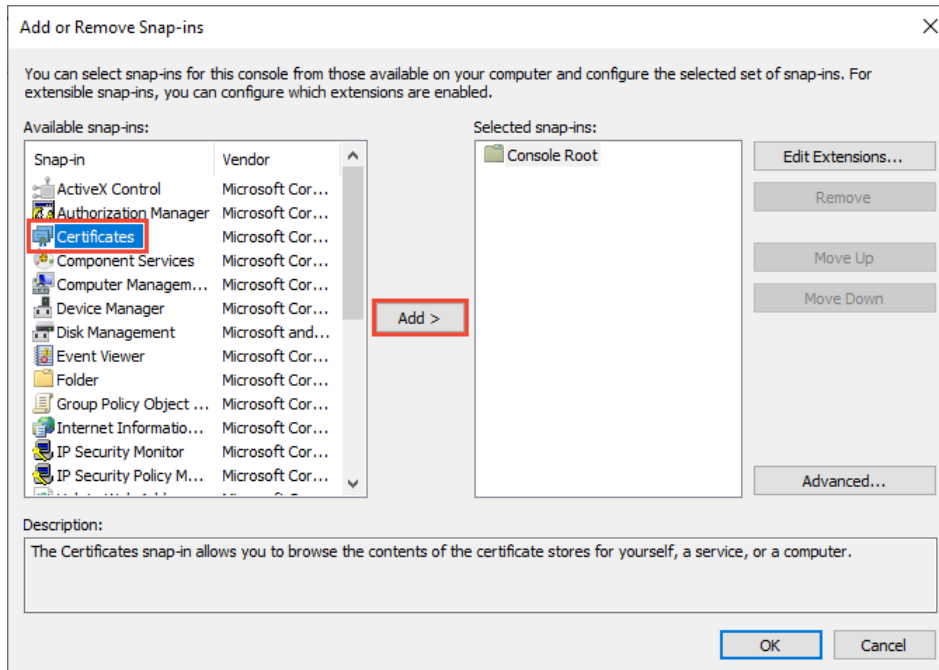 Add or Remove Snap-ins
You can select snap-ins for this console from those available on your computer and configure the selected set of snap-ins. For
extensible snap-ins, you can configure which extensions are enabled.
Available snap-ins:
Selected snap-ins:
Snap-in Vendor
Console Root
Edit Extensions...
ActiveX Control Microsoft Cor...
Remove
Authorization Manager Microsoft Cor...
Certificates Microsoft Cor...
Component Services Microsoft Cor...
Move Up
Computer Managem... Microsoft Cor...
Move Down
Device Manager Microsoft Cor...
Add >
Disk Management Microsoft and...
Event Viewer Microsoft Cor...
Folder Microsoft Cor...
Group Policy Object ... Microsoft Cor...
Internet Informatio... Microsoft Cor...
IP Security Monitor Microsoft Cor...
IP Security Policy M... Microsoft Cor...
Advanced...
Description:
The Certificates snap-in allows you to browse the contents of the certificate stores for yourself, a service, or a computer.
OK
Cancel